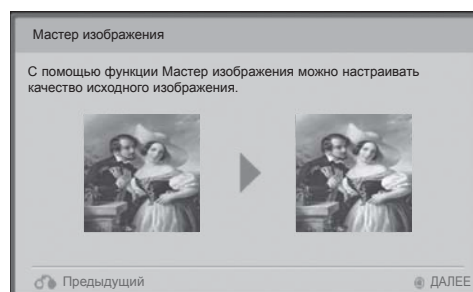 Мастер изображения
С помощью функции Мастер изображения можно настраивать
качество исходного изображения.
Предыдущий
ДАЛЕЕ